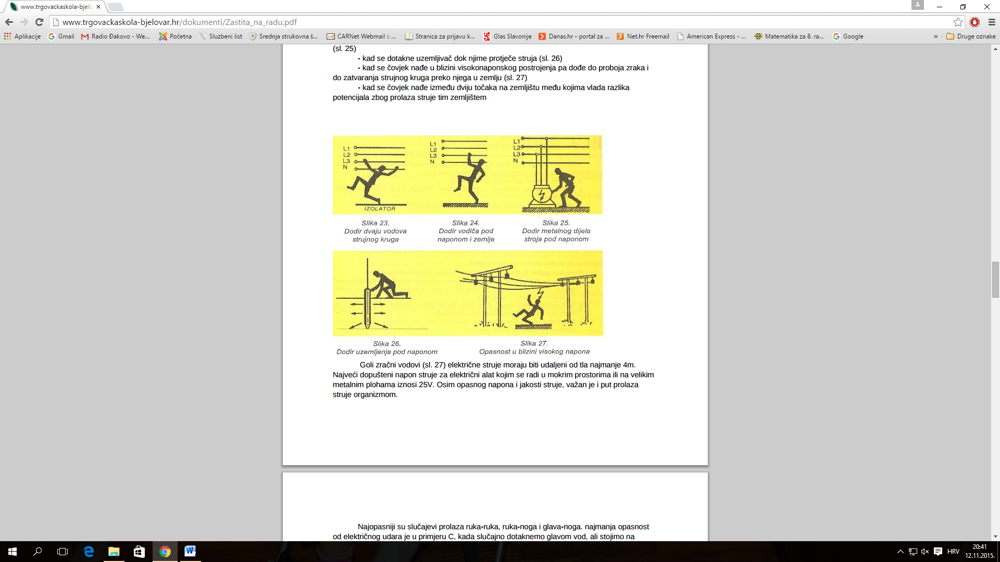 www.trgovackaskola-bjelo
www.trgovackaskola-bjelovar.hr/dokumenti/Zastita_na_radu.pdf
Aplikacije
Gmail
Radio Đakovo - We...
Početna
Sluzbeni list
Srednja strukovna š...
CARNet Webmail :: ...
Stranica za prijavu k...
Glas Slavonije
Danas.hr - portal za ...
Net.hr Freemail
American Express - ...
Matematika za 8. ra...
Google
»
Druge oznake
(sl. 25)
- kad se dotakne uzemljivač dok njime protječe struja (sl. 26)
- kad se čovjek nađe u blizini visokonaponskog postrojenja pa dođe do proboja zraka i
do zatvaranja strujnog kruga preko njega u zemlju (sl. 27)
- kad se čovjek nađe između dviju točaka na zemljištu među kojima vlada razlika
potencijala zbog prolaza struje tim zemljištem
L1
L2
L3
N
IZOLATOR
L1
L2
L3
N
L1
L2
L3
N
Slika 23.
Dodir dvaju vodova
strujnog kruga
Slika 24.
Dodir vodiča pod
naponom i zemlje
Slika 25.
Dodir metalnog dijela
stroja pod naponom
Slika 26.
Dodir uzemljenja pod naponom
Slika 27.
Opasnost u blizini visokog napona
Goli zračni vodovi (sl. 27) električne struje moraju biti udaljeni od tla najmanje 4m.
Najveći dopušteni napon struje za električni alat kojim se radi u mokrim prostorima ili na velikim
metalnim plohama iznosi 25V. Osim opasnog napona i jakosti struje, važan je i put prolaza
struje organizmom.
Najopasniji su slučajevi prolaza ruka-ruka, ruka-noga i glava-noga. najmanja opasnost
od električnog udara je u primjeru C, kada slučajno dotaknemo glavom vod, ali stojimo na
HRV
20:41
12.11.2015.